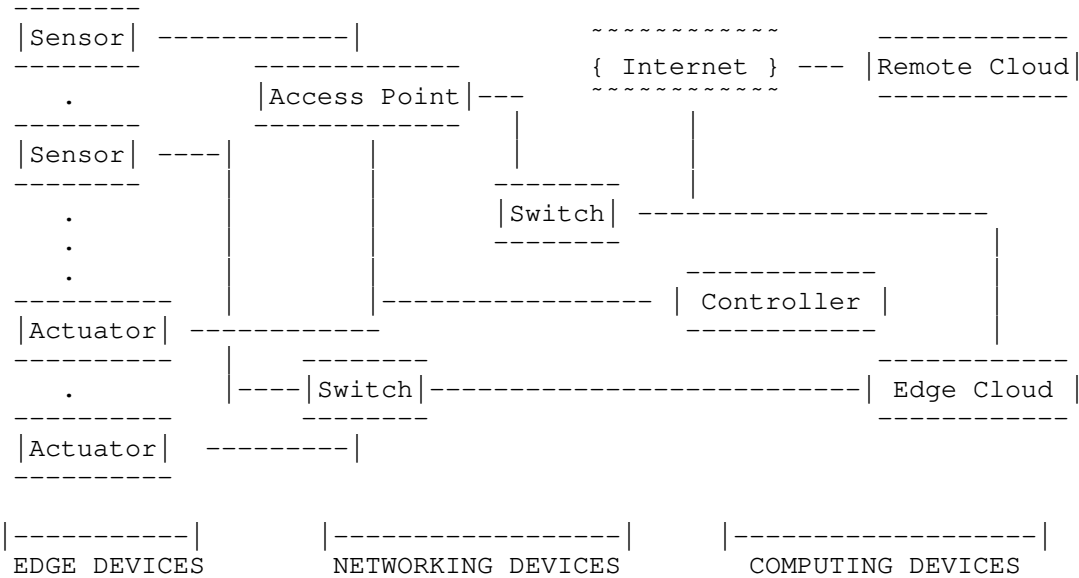 Sensor
Internet
Remote Cloud
Access Point
Sensor
Switch
Controller
Actuator
Switch
Edge Cloud
Actuator
EDGE DEVICES NETWORKING DEVICES COMPUTING DEVICES